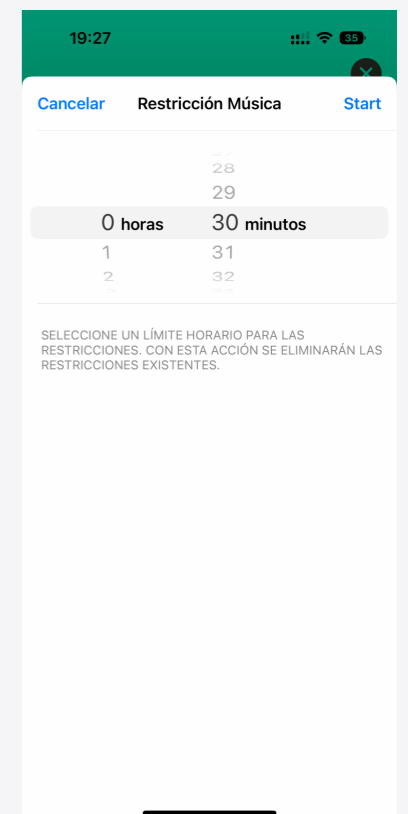 19:27
35
Cancelar Restricción Música Start
28
29
0 horas 30 minutos
1 31
2 32
SELECCIONE UN LÍMITE HORARIO PARA LAS
RESTRICCIONES. CON ESTA ACCIÓN SE ELIMINARÁN LAS
RESTRICCIONES EXISTENTES.